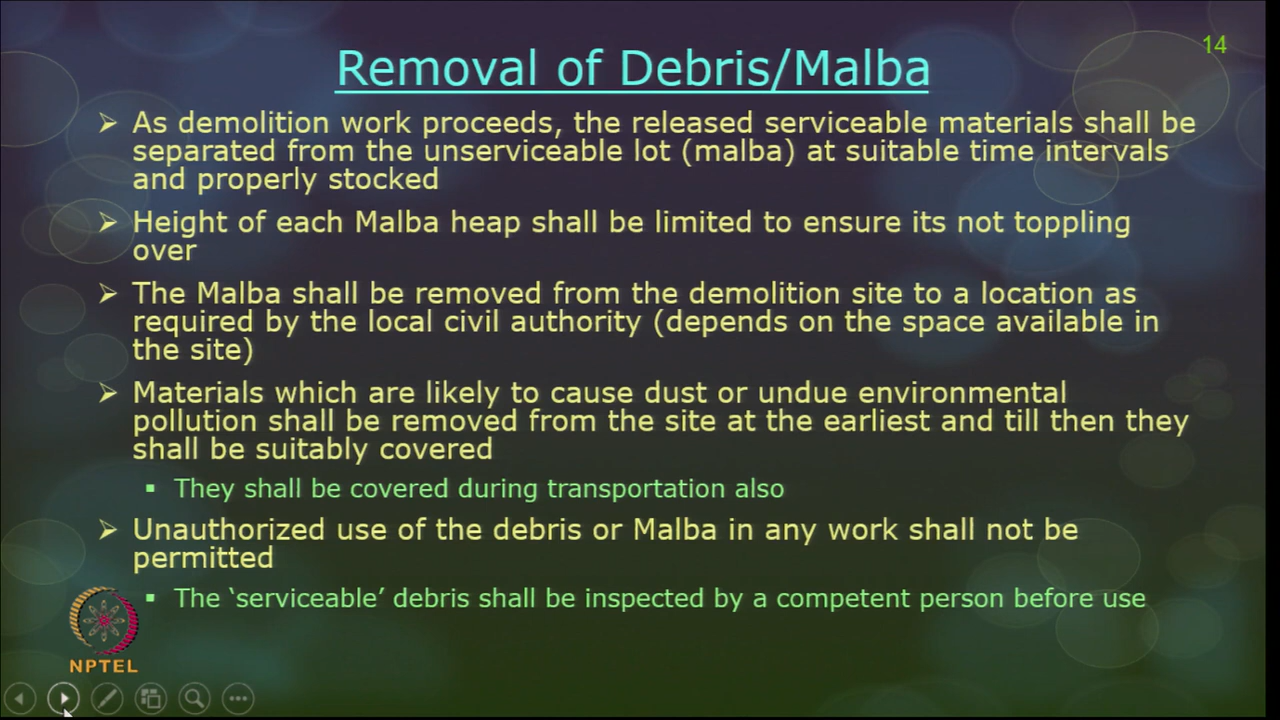 14
Removal of Debris/Malba
➢ As demolition work proceeds, the released serviceable materials shall be
separated from the unserviceable lot (malba) at suitable time intervals
and properly stocked
➢ Height of each Malba heap shall be limited to ensure its not toppling
over
➢ The Malba shall be removed from the demolition site to a location as
required by the local civil authority (depends on the space available in
the site)
➢ Materials which are likely to cause dust or undue environmental
pollution shall be removed from the site at the earliest and till then they
shall be suitably covered
▪ They shall be covered during transportation also
➢ Unauthorized use of the debris or Malba in any work shall not be
permitted
▪ The ‘serviceable’ debris shall be inspected by a competent person before use
NPTEL